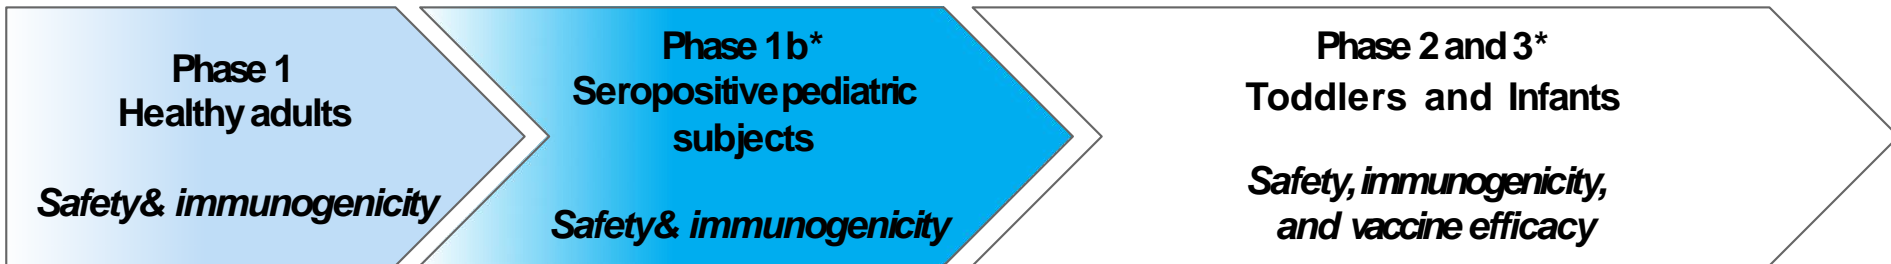 Phase 1
Healthy adults
Safety& immunogenicity
Phase 1b*
Seropositive pediatric
subjects
Safety& immunogenicity
Phase 2 and 3*
Toddlers and Infants
Safety, immunogenicity,
and vaccine efficacy